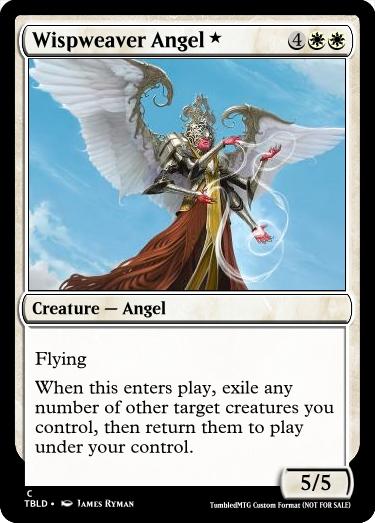 Wispweaver Angel ★ 4
Creature — Angel
Flying
When this enters play, exile any
number of other target creatures you
control, then return them to play
under your control.
5/5
C
TBLD • James Ryman
TumbledMTG Custom Format (NOT FOR SALE)